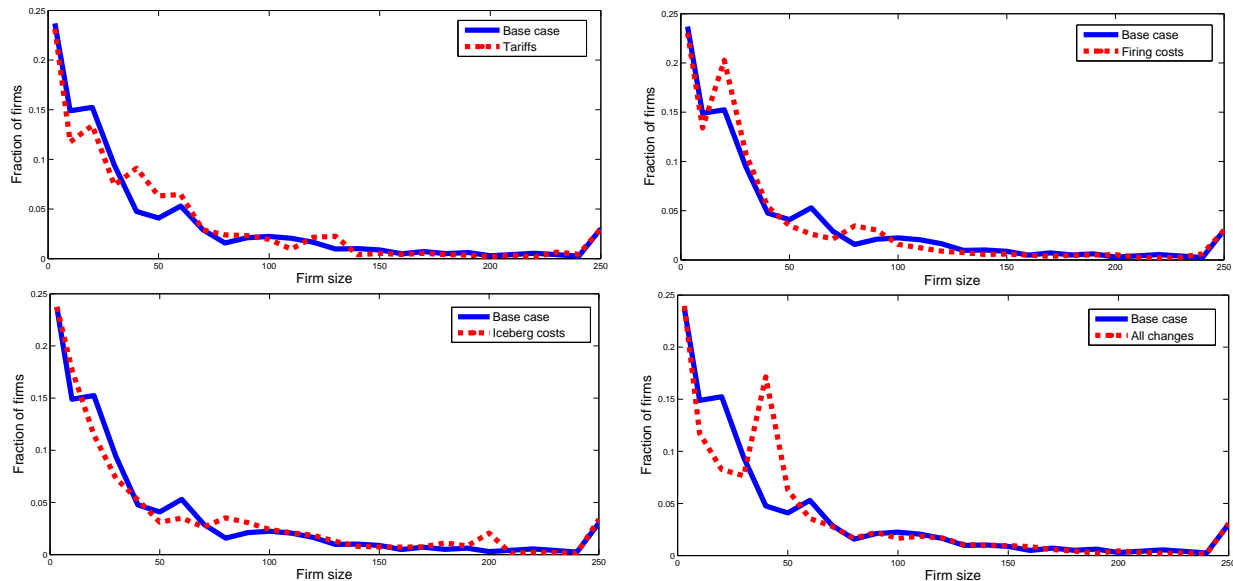 0.25
0.2
0.15
0.1
0.05
0
0 50 100 150 200 250
Fraction of firms
Firm size
Base case
Tariffs
0.25
0.2
0.15
0.1
0.05
0
0 50 100 150 200 250
Fraction of firms
Firm size
Base case
Firing costs
0.25
0.2
0.15
0.1
0.05
0
0 50 100 150 200 250
Fraction of firms
Firm size
Base case
Iceberg costs
0.25
0.2
0.15
0.1
0.05
0
0 50 100 150 200 250
Fraction of firms
Firm size
Base case
All changes